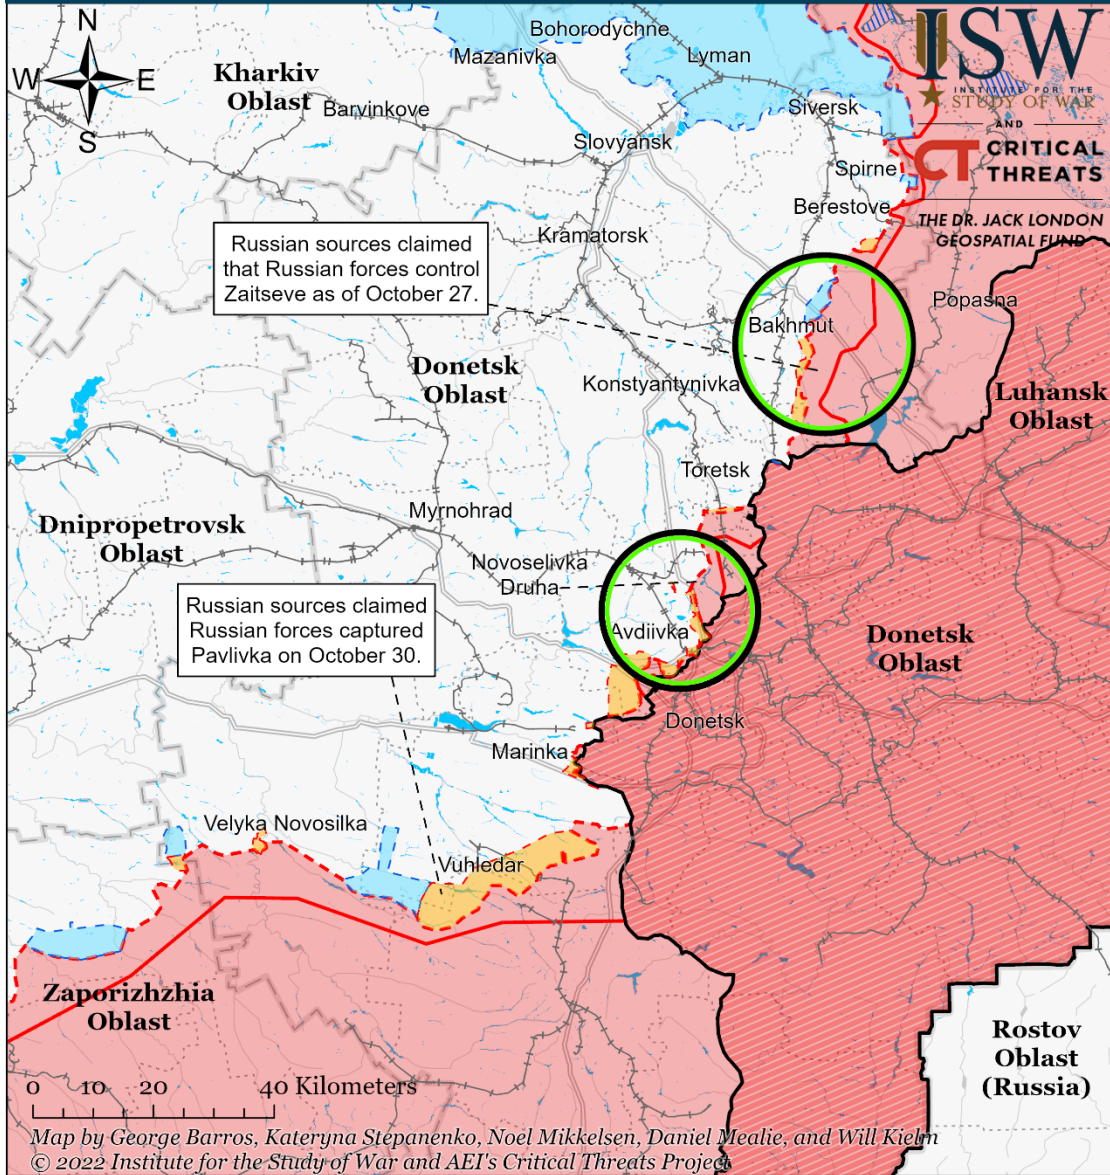 N
W
E
S
Bohorodychne
Mazanivka
Lyman
ISW
INSTITUTE FOR THE
STUDY OF WAR
AND
CT CRITICAL
THREATS
THE DR. JACK LONDON
GEOSPATIAL FUND
Kharkiv
Oblast
Barvinkove
Siversk
Slovyansk
Spirne
Berestove
Kramatorsk
Russian sources claimed
that Russian forces control
Zaitseve as of October 27.
Popasna
Bakhmut
Donetsk
Oblast
Konstyantynivka
Luhansk
Oblast
Toretsk
Myrnohrad
Dnipropetrovsk
Oblast
Novoselivka
Druha
Russian sources claimed
Russian forces captured
Pavlivka on October 30.
Avdiivka
Donetsk
Oblast
Donetsk
Marinka
Velyka Novosilka
Vuhledar
Zaporizhzhia
Oblast
Rostov
Oblast
(Russia)
0 10 20 40 Kilometers
Map by George Barros, Kateryna Stepanenko, Noel Mikkelsen, Daniel Mealie, and Will Kielm
© 2022 Institute for the Study of War and AEI's Critical Threats Project